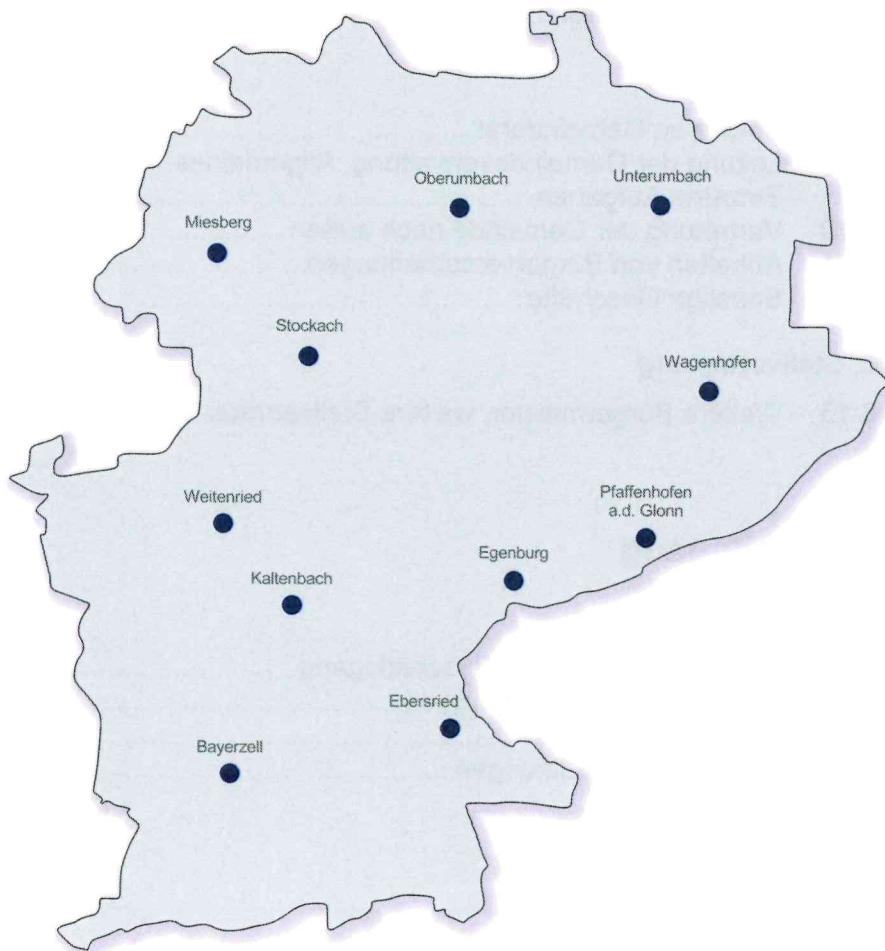 Oberumbach
Unterumbach
Miesberg
Stockach
Wagenhofen
Weitenried
Pfaffenhofen
a.d. Glonn
Egenburg
Kaltenbach
Ebersried
Bayerzell